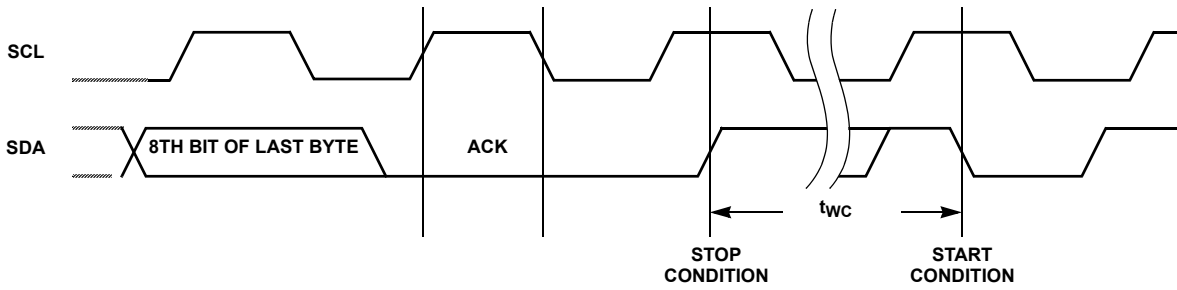 SCL
SDA
8TH BIT OF LAST BYTE
ACK
tWC
STOP
CONDITION
START
CONDITION